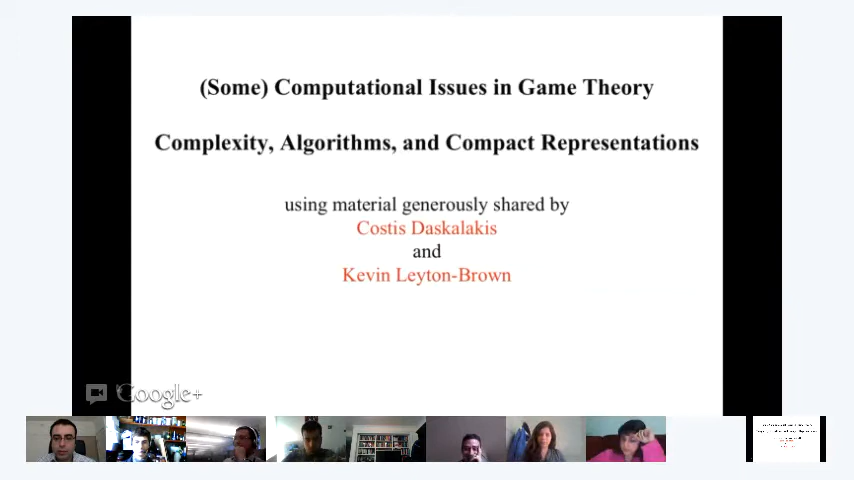 (Some) Computational Issues in Game Theory
Complexity, Algorithms, and Compact Representations
using material generously shared by
Costis Daskalakis
and
Kevin Leyton-Brown
Google+